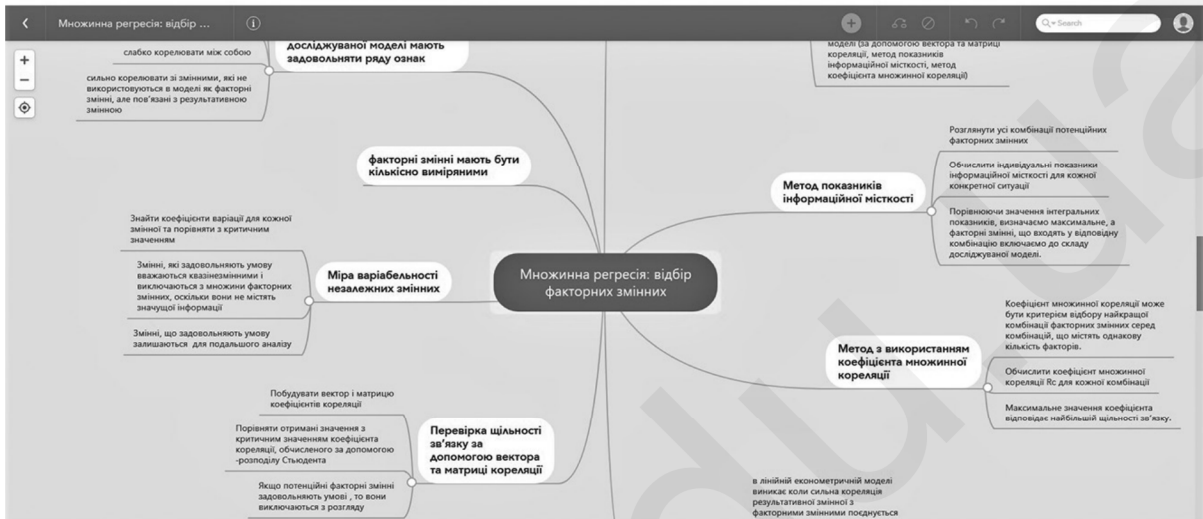 Множинна регресія: відбір ...
Search
досліджуваної моделі мають
задовольняти ряду ознак
слабко корелювати між собою
сильно корелювати зі змінними, які не
використовуються в моделі як факторні
змінні, але пов'язані з результативною
змінною
факторні змінні мають бути
кількісно виміряними
Знайти коефіцієнти варіації для кожної
змінної та порівняти з критичним
значенням
Змінні, які задовольняють умову
вважаються квазінезмінними і
виключаються з множини факторних
змінних, оскільки вони не містять
значущої інформації
Змінні, що задовольняють умову
залишаються для подальшого аналізу
Міра варіабельності
незалежних змінних
Побудувати вектор і матрицю
коефіцієнтів кореляції
Порівняти отримані значення з
критичним значенням коефіцієнта
кореляції, обчисленого за допомогою
-розподілу Стьюдента
Якщо потенційні факторні змінні
задовольняють умові , то вони
виключаються з розгляду
Перевірка щільності
зв'язку за
допомогою вектора
та матриці кореляції
Множинна регресія: відбір
факторних змінних
моделі (за допомогою вектора та матриці
кореляції, метод показників
інформаційної місткості, метод
коефіцієнта множинної кореляції)
Метод показників
інформаційної місткості
Розглянути усі комбінації потенційних
факторних змінних
Обчислити індивідуальні показники
інформаційної місткості для кожної
конкретної ситуації
Порівнюючи значення інтегральних
показників, визначаємо максимальне, а
факторні змінні, що входять у відповідну
комбінацію включаємо до складу
досліджуваної моделі.
Метод з використанням
коефіцієнта множинної
кореляції
Коефіцієнт множинної кореляції може
бути критерієм відбору найкращої
комбінації факторних змінних серед
комбінацій, що містять однакову
кількість факторів.
Обчислити коефіцієнт множинної
кореляції Rc для кожної комбінації
Максимальне значення коефіцієнта
відповідає найбільшій щільності зв'язку.
в лінійній економетричній моделі
виникає коли сильна кореляція
результативної змінної з
факторними змінними поєднується